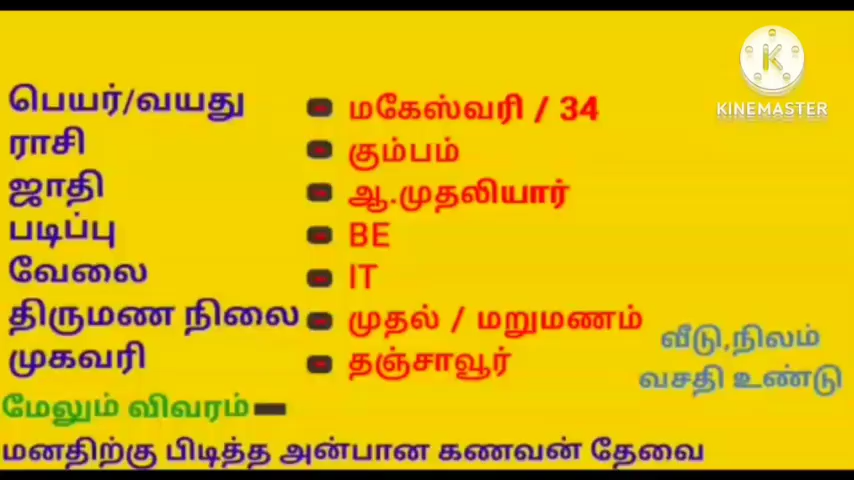 KINEMASTER
பெயர்/வயது - மகேஸ்வரி / 34
ராசி - கும்பம்
ஜாதி - ஆ.முதலியார்
படிப்பு - BE
வேலை - IT
திருமண நிலை - முதல் / மறுமணம்
முகவரி - தஞ்சாவூர்
வீடு,நிலம்
வசதி உண்டு
மேலும் விவரம் -
மனதிற்கு பிடித்த அன்பான கணவன் தேவை